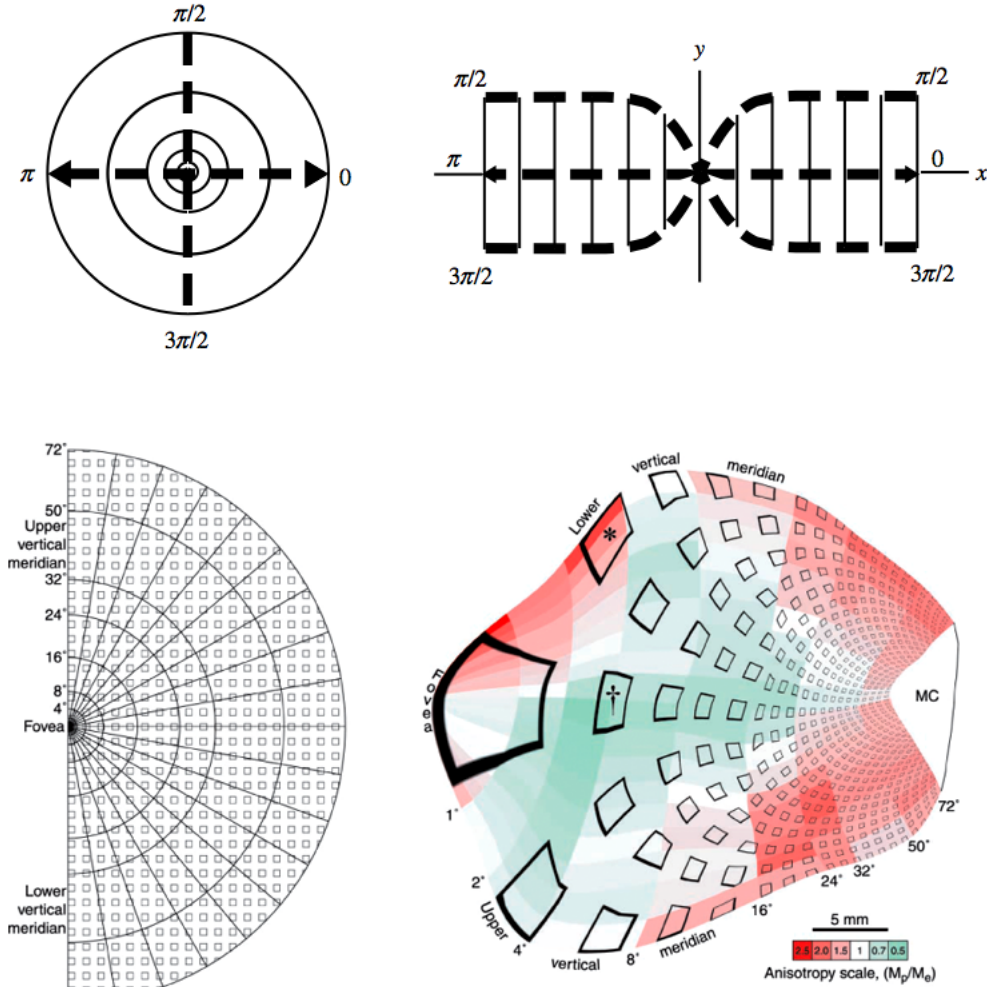 π/2
π
0
3π/2
y
π/2
π/2
π
0
x
3π/2
3π/2
72°
50°
Upper
vertical
meridian
32°
24°
16°
8°
4°
Fovea
Lower
vertical
meridian
vertical
meridian
Lower
*
Fovea
†
MC
1°
2°
Upper
4°
vertical
8°
meridian
16°
24°
32°
50°
72°
5 mm
2.5 2.0 1.5 1 0.7 0.5
Anisotropy scale, (Mp/Me)